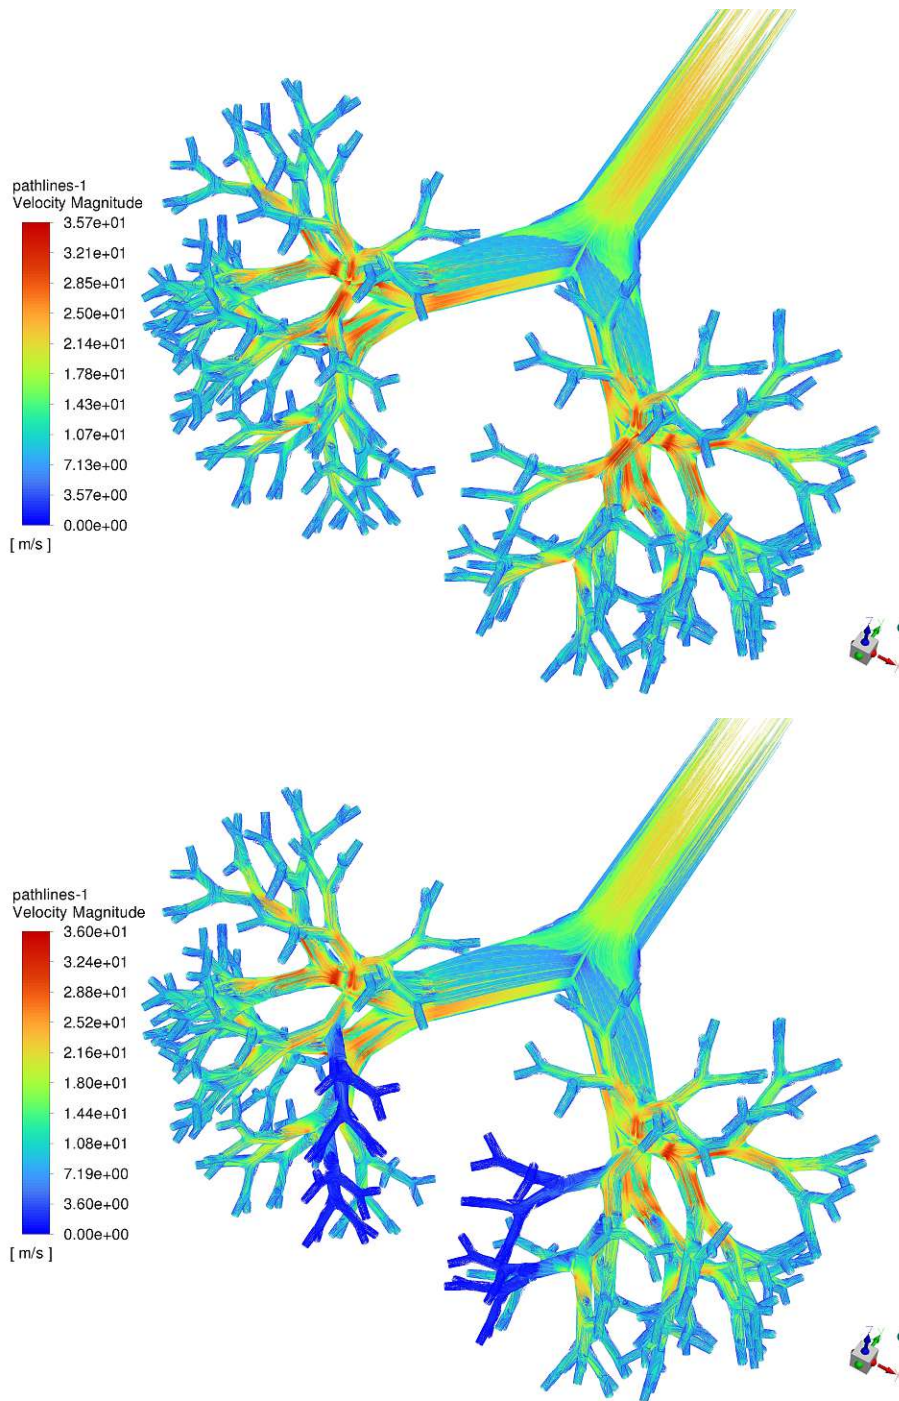 pathlines-1
Velocity Magnitude
3.57e+01
3.21e+01
2.85e+01
2.50e+01
2.14e+01
1.78e+01
1.43e+01
1.07e+01
7.13e+00
3.57e+00
0.00e+00
[ m/s ]
Z
pathlines-1
Velocity Magnitude
3.60e+01
3.24e+01
2.88e+01
2.52e+01
2.16e+01
1.80e+01
1.44e+01
1.08e+01
7.19e+00
3.60e+00
0.00e+00
[ m/s ]
Z